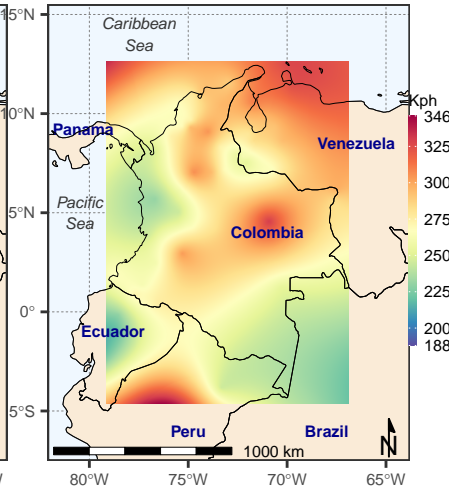 15°N
Caribbean
Sea
Kph
346
10°N
Panama
325
Venezuela
300
Pacific
Sea
5°N
275
Colombia
250
0°
225
Ecuador
200
188
5°S
Peru
Brazil
N
1000 km
W
80°W
75°W
70°W
65°W